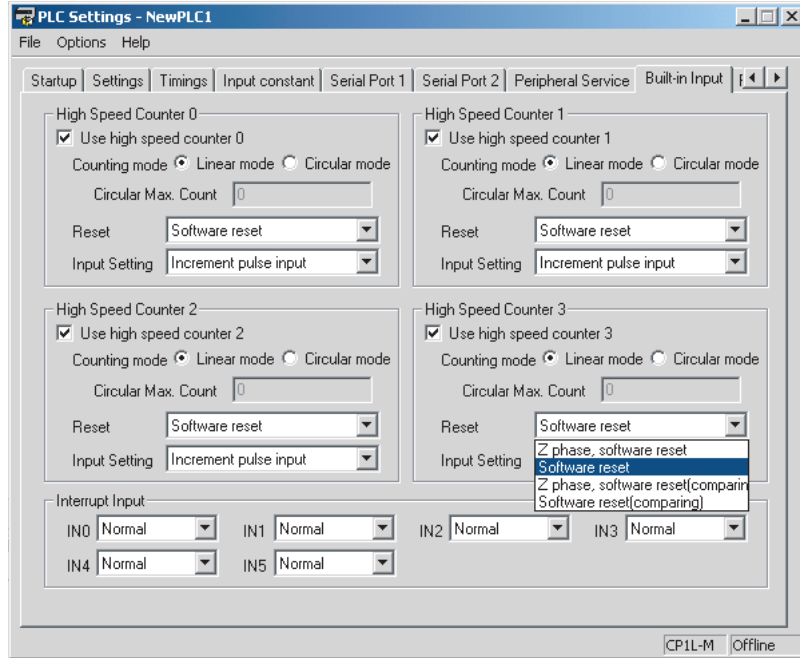 PLC Settings - NewPLC1
File Options Help
Startup Settings Timings Input constant Serial Port 1 Serial Port 2 Peripheral Service Built-in Input
High Speed Counter 0
Use high speed counter 0
Counting mode Linear mode Circular mode
Circular Max. Count 0
Reset Software reset
Input Setting Increment pulse input
High Speed Counter 1
Use high speed counter 1
Counting mode Linear mode Circular mode
Circular Max. Count 0
Reset Software reset
Input Setting Increment pulse input
High Speed Counter 2
Use high speed counter 2
Counting mode Linear mode Circular mode
Circular Max. Count 0
Reset Software reset
Input Setting Increment pulse input
High Speed Counter 3
Use high speed counter 3
Counting mode Linear mode Circular mode
Circular Max. Count 0
Reset Software reset
Z phase, software reset
Input Setting Software reset
Z phase, software reset(comparin
Software reset(comparing)
Interrupt Input
IN0 Normal IN1 Normal IN2 Normal IN3 Normal
IN4 Normal IN5 Normal
CP1L-M Offline